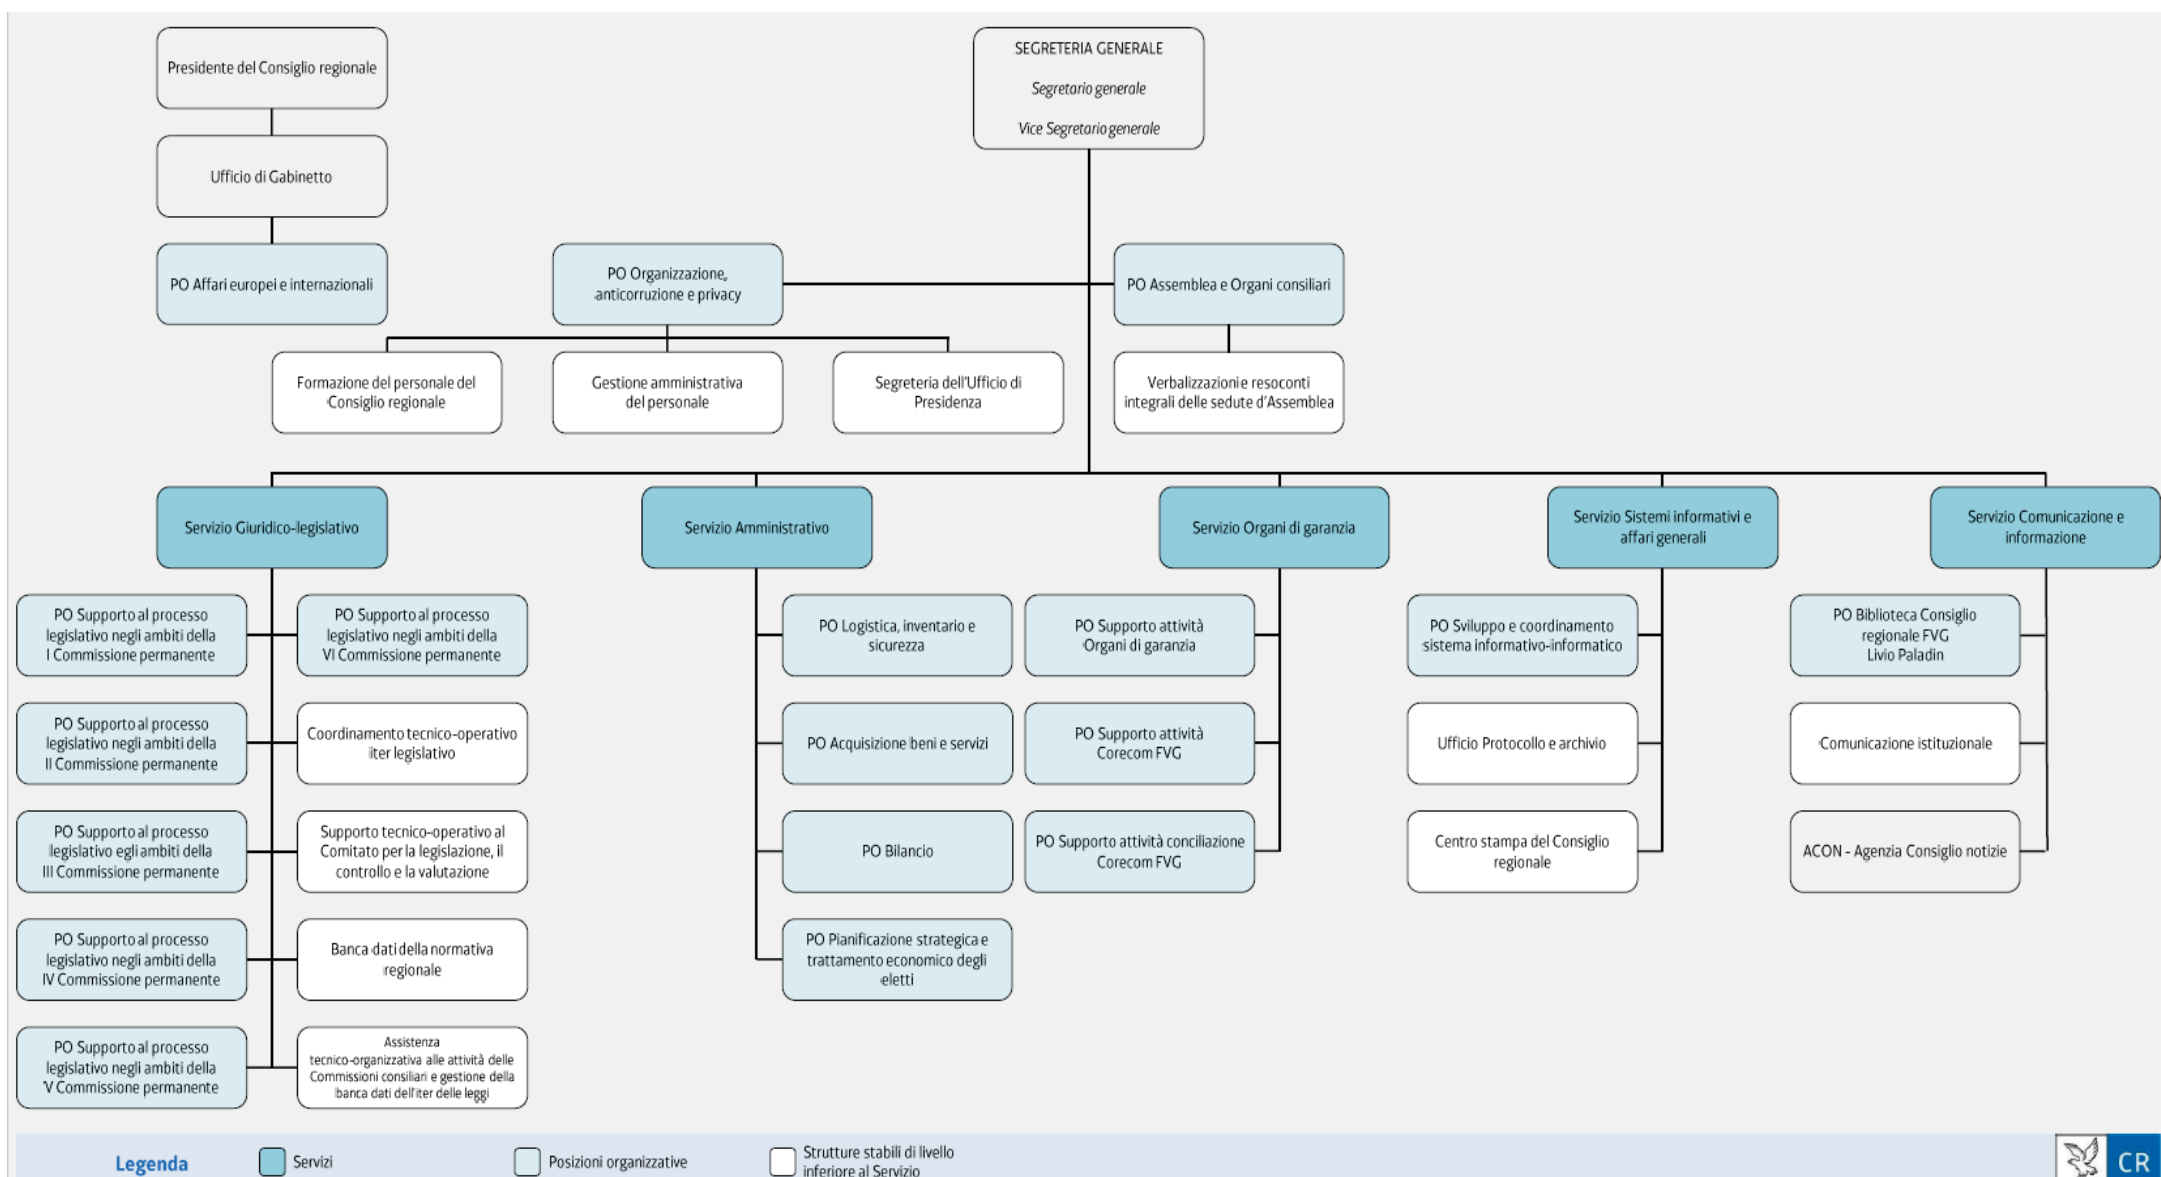 Presidente del Consiglio regionale
SEGRETERIA GENERALE
Segretario generale
Vice Segretario generale
Ufficio di Gabinetto
PO Affari europei e internazionali
PO Organizzazione,
anticorruzione e privacy
PO Assemblea e Organi consiliari
Formazione del personale del
Consiglio regionale
Gestione amministrativa
del personale
Segreteria dell'Ufficio di
Presidenza
Verbalizzazioni e resoconti
integrali delle sedute d'Assemblea
Servizio Giuridico-legislativo
Servizio Amministrativo
Servizio Organi di garanzia
Servizio Sistemi informativi e
affari generali
Servizio Comunicazione e
informazione
PO Supporto al processo
legislativo negli ambiti della
I Commissione permanente
PO Supporto al processo
legislativo negli ambiti della
VI Commissione permanente
PO Logistica, inventario e
sicurezza
PO Supporto attività
Organi di garanzia
PO Sviluppo e coordinamento
sistema informativo-informatico
PO Biblioteca Consiglio
regionale FVG
Livio Paladin
PO Supporto al processo
legislativo negli ambiti della
II Commissione permanente
Coordinamento tecnico-operativo
iter legislativo
PO Acquisizione beni e servizi
PO Supporto attività
Corecom FVG
Ufficio Protocollo e archivio
Comunicazione istituzionale
PO Supporto al processo
legislativo egli ambiti della
III Commissione permanente
Supporto tecnico-operativo al
Comitato per la legislazione, il
controllo e la valutazione
PO Bilancio
PO Supporto attività conciliazione
Corecom FVG
Centro stampa del Consiglio
regionale
ACON - Agenzia Consiglio notizie
PO Supporto al processo
legislativo negli ambiti della
IV Commissione permanente
Banca dati della normativa
regionale
PO Pianificazione strategica e
trattamento economico degli
eletti
PO Supporto al processo
legislativo negli ambiti della
V Commissione permanente
Assistenza
tecnico-organizzativa alle attività delle
Commissioni consiliari e gestione della
banca dati dell'iter delle leggi
Legenda
Servizi
Posizioni organizzative
Strutture stabili di livello
inferiore al Servizio
CR